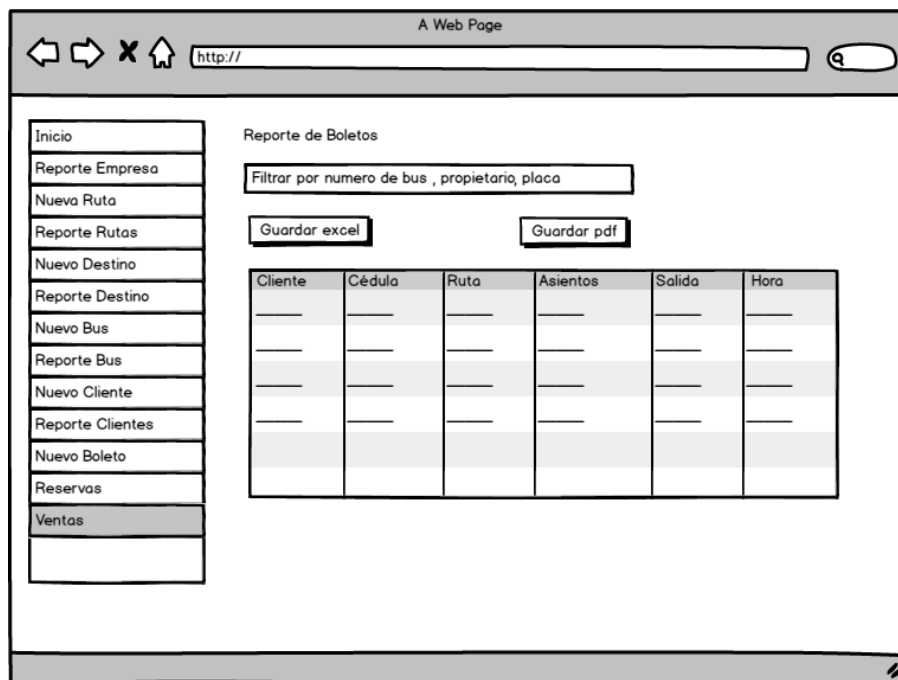 A Web Page
http://
Inicio
Reporte Empresa
Nueva Ruta
Reporte Rutas
Nuevo Destino
Reporte Destino
Nuevo Bus
Reporte Bus
Nuevo Cliente
Reporte Clientes
Nuevo Boleto
Reservas
Ventas
Reporte de Boletos
Filtrar por numero de bus , propietario, placa
Guardar excel Guardar pdf
Cliente Cédula Ruta Asientos Salida Hora